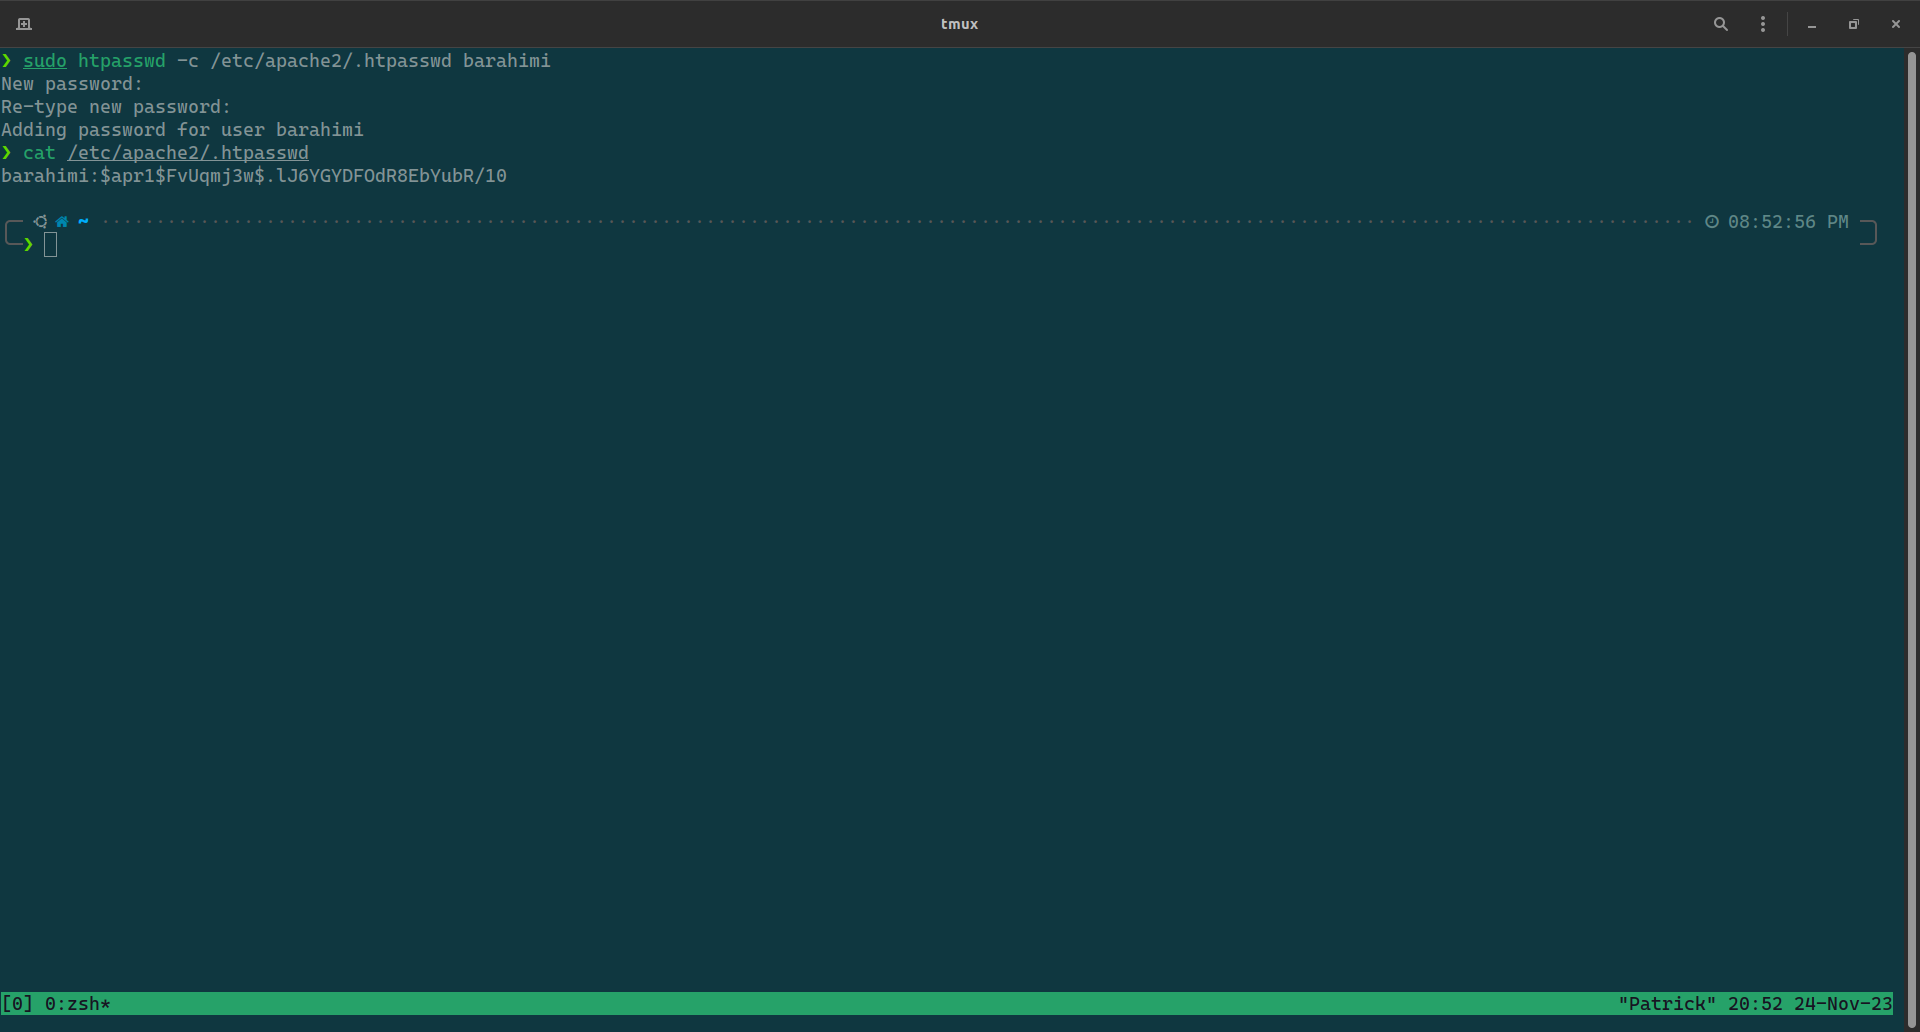 tmux
❯ sudo htpasswd -c /etc/apache2/.htpasswd barahimi
New password:
Re-type new password:
Adding password for user barahimi
❯ cat /etc/apache2/.htpasswd
barahimi:$apr1$FvUqmj3w$.lJ6YGYDFOdR8EbYubR/10
~ 08:52:56 PM
❯
[0] 0:zsh* "Patrick" 20:52 24-Nov-23